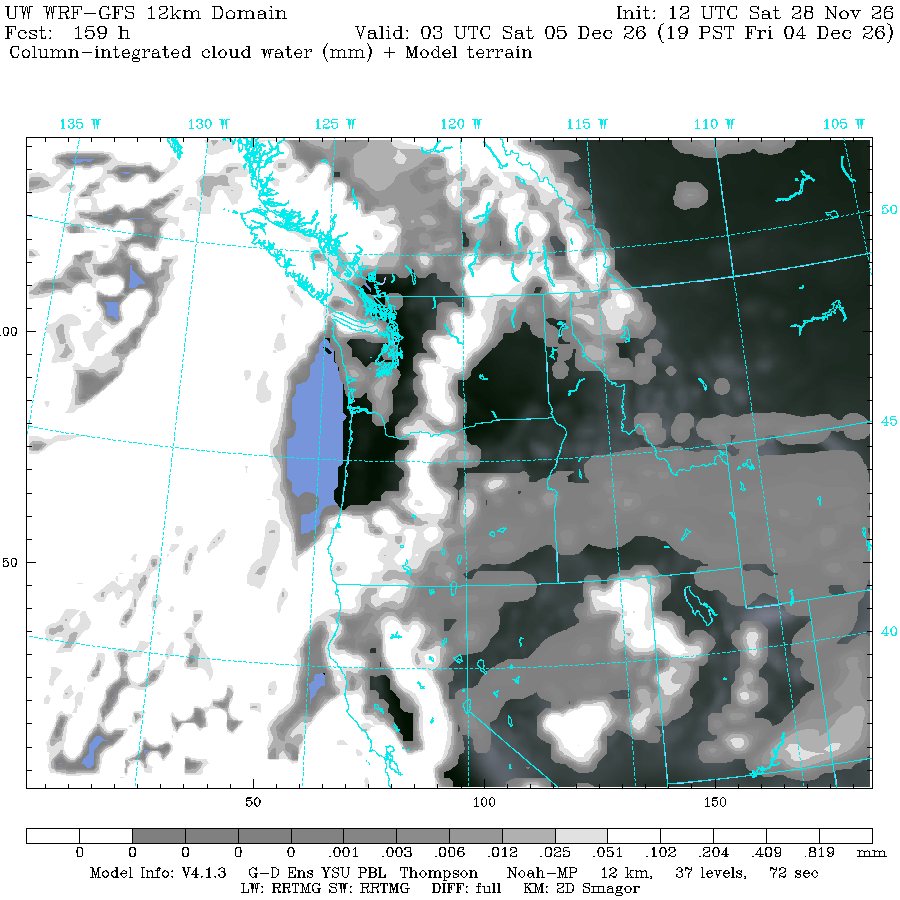 UW WRF-GFS 12km Domain Init: 12 UTC Sat 28 Nov 26
Fcst: 159 h Valid: 03 UTC Sat 05 Dec 26 (19 PST Fri 04 Dec 26)
Column-integrated cloud water (mm) + Model terrain
135 W 130 W 125 W 120 W 115 W 110 W 105 W
50
00
45
50
40
50 100 150
0 0 0 0 .001 .003 .006 .012 .025 .051 .102 .204 .409 .819 mm
Model Info: V4.1.3 G-D Ens YSU PBL Thompson Noah-MP 12 km, 37 levels, 72 sec
LW: RRTMG SW: RRTMG DIFF: full KM: 2D Smagor